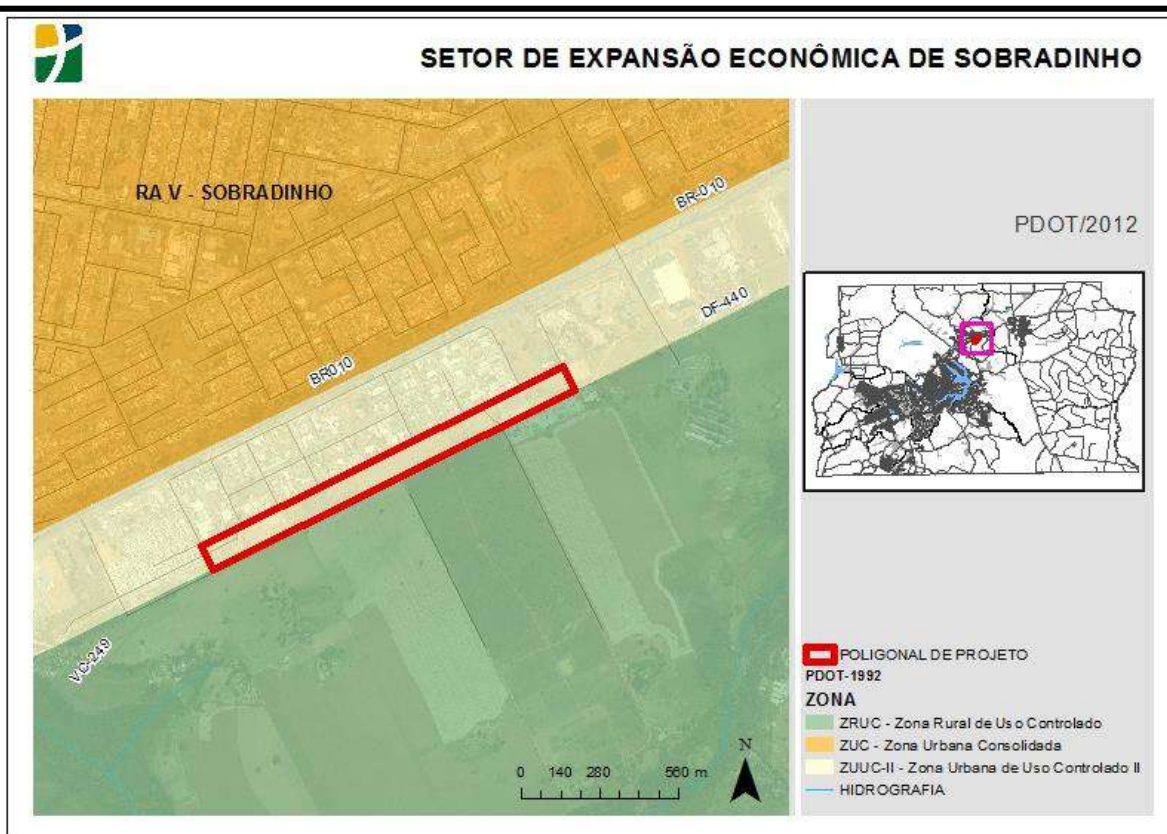 SETOR DE EXPANSÃO ECONÔMICA DE SOBRADINHO
RA V - SOBRADINHO
BR-010
DF-440
BR010
VC-249
0 140 280 560 m
N
PDOT/2012
POLIGONAL DE PROJETO
PDOT-1992
ZONA
ZRUC - Zona Rural de Uso Controlado
ZUC - Zona Urbana Consolidada
ZUUC-II - Zona Urbana de Uso Controlado II
HIDROGRAFIA